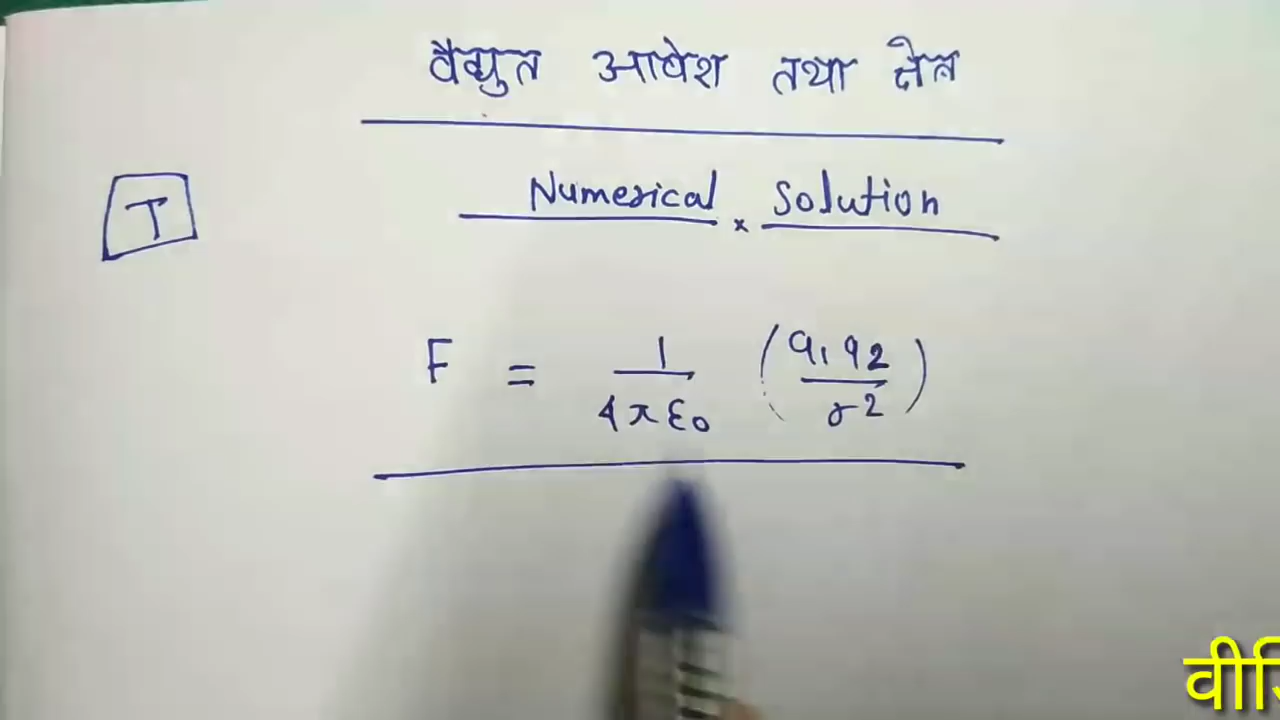 वैद्युत आवेश तथा क्षेत्र
Numerical × Solution
T
F = 1/4πε₀ (q₁q₂/r²)